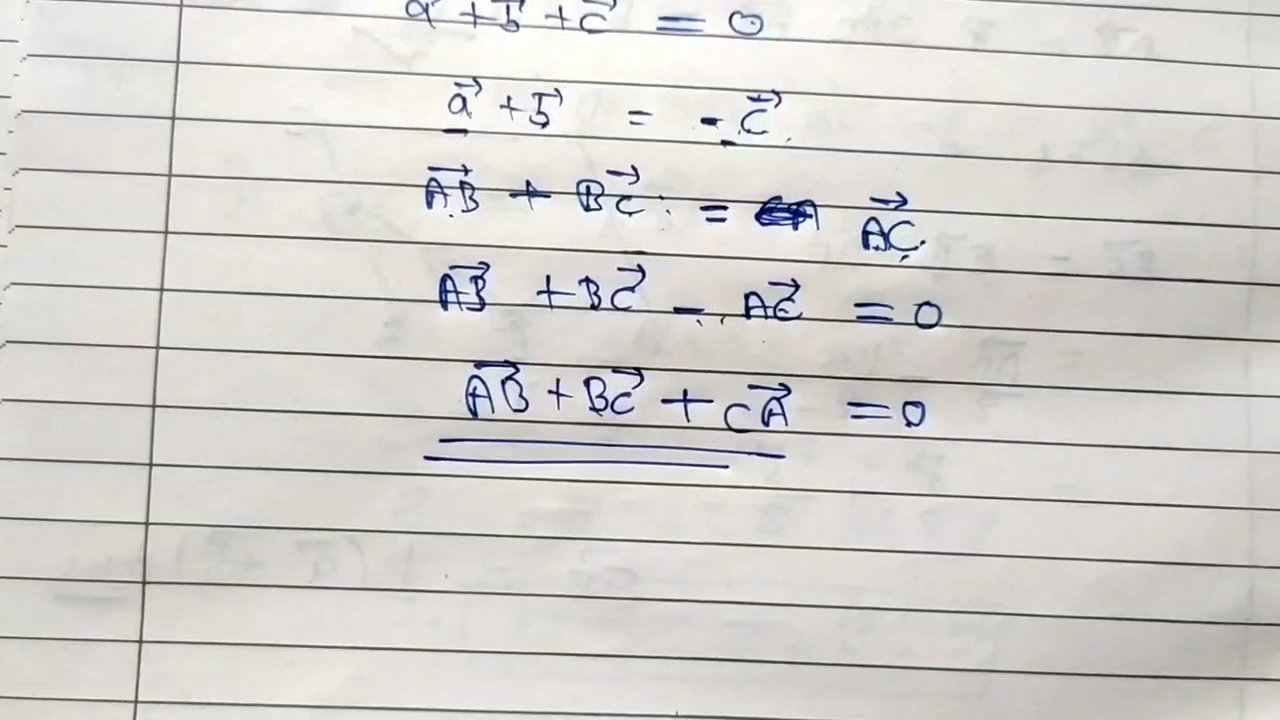 a⃗ + b⃗ + c⃗ = 0
a⃗ + b⃗ = - c⃗
AB⃗ + BC⃗ = AC⃗
AB⃗ + BC⃗ - AC⃗ = 0
AB⃗ + BC⃗ + CA⃗ = 0